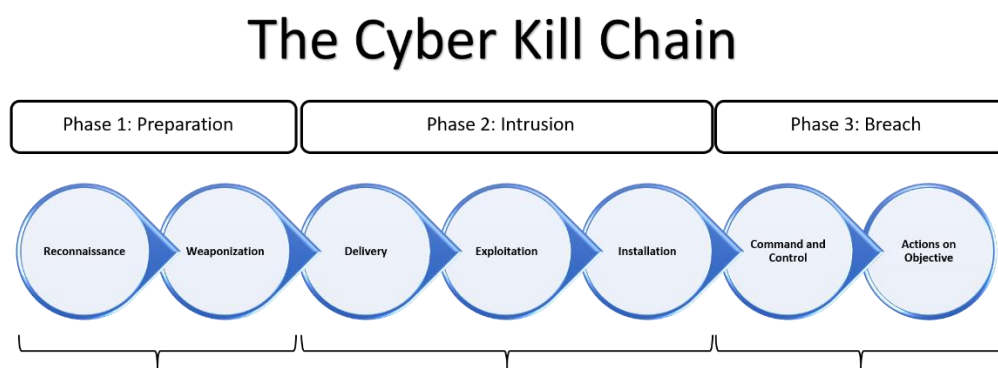 The Cyber Kill Chain
Phase 1: Preparation
Phase 2: Intrusion
Phase 3: Breach
Reconnaissance
Weaponization
Delivery
Exploitation
Installation
Command and
Control
Actions on
Objective